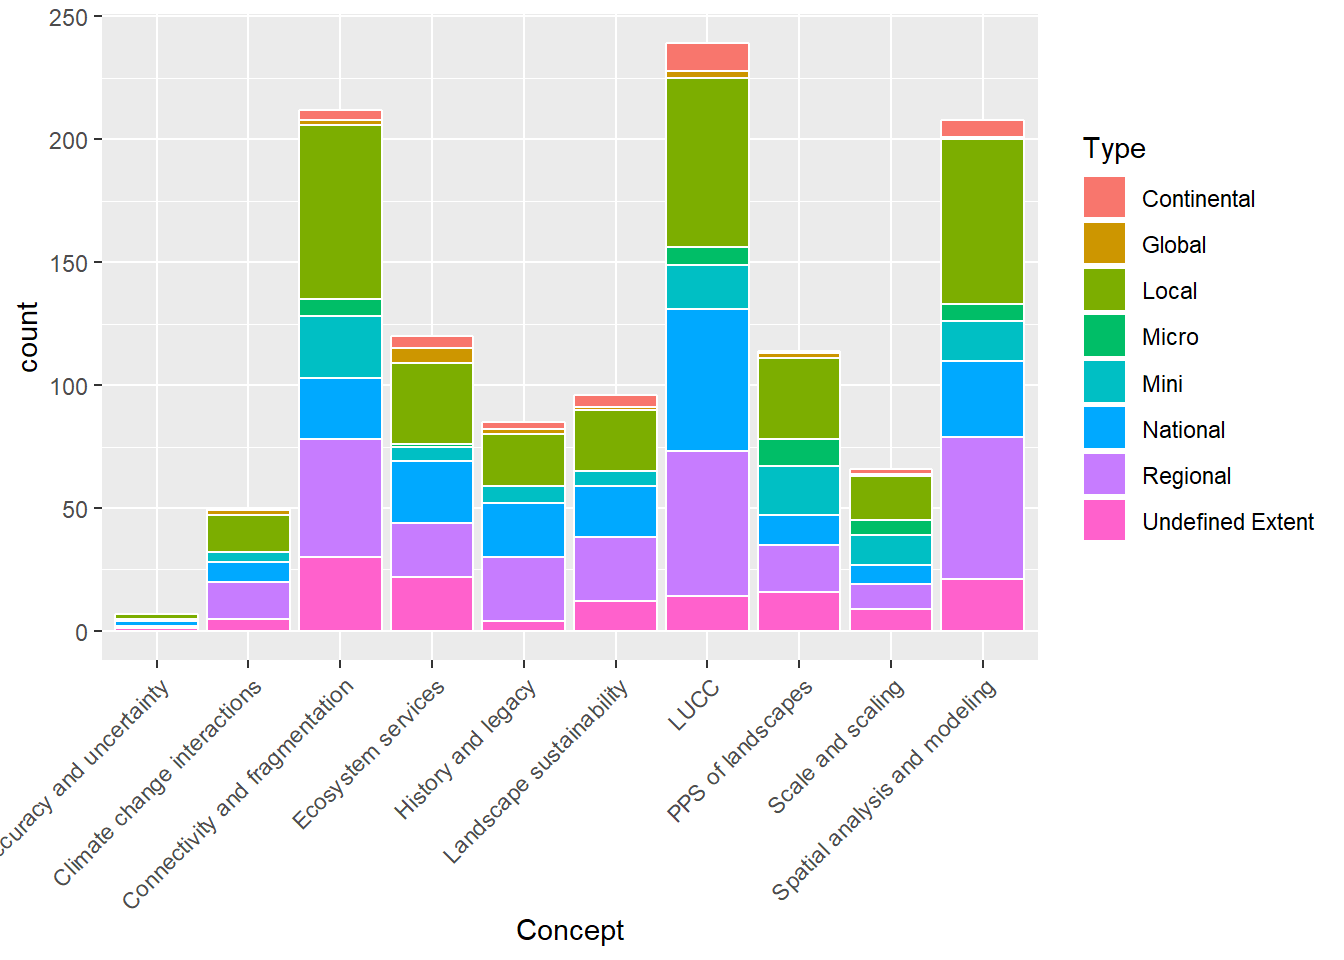 250
200
150
100
50
0
count
and uncertainty
Climate change interactions
Connectivity and fragmentation
Ecosystem services
History and legacy
Landscape sustainability
LUCC
PPS of landscapes
Scale and scaling
Spatial analysis and modeling
Concept
Type
Continental
Global
Local
Micro
Mini
National
Regional
Undefined Extent